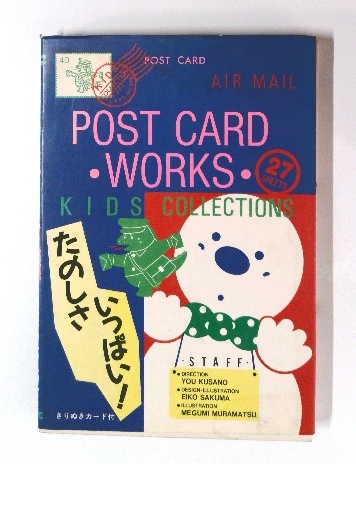 40
POST CARD
AIR MAIL
POST CARD
・WORKS・
27
SHEETS
KIDS COLLECTIONS
たのしさ
いっぱい!
・STAFF・
●DIRECTION
YOU KUSANO
●DESIGN・ILLUSTRATION
EIKO SAKUMA
●ILLUSTRATION
MEGUMI MURAMATSU
きりぬきカード付